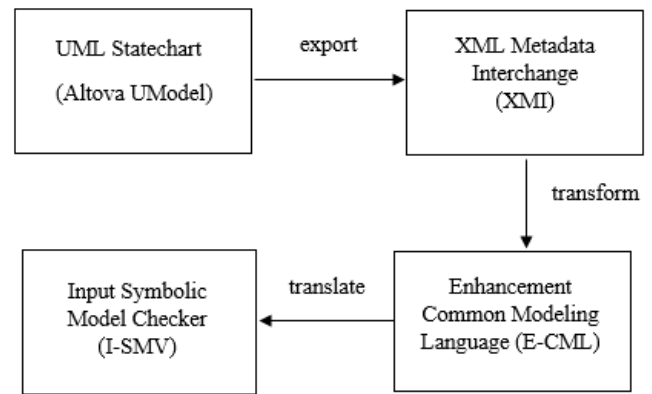 UML Statechart
(Altova UModel)
export
XML Metadata
Interchange
(XMI)
transform
Enhancement
Common Modeling
Language (E-CML)
translate
Input Symbolic
Model Checker
(I-SMV)